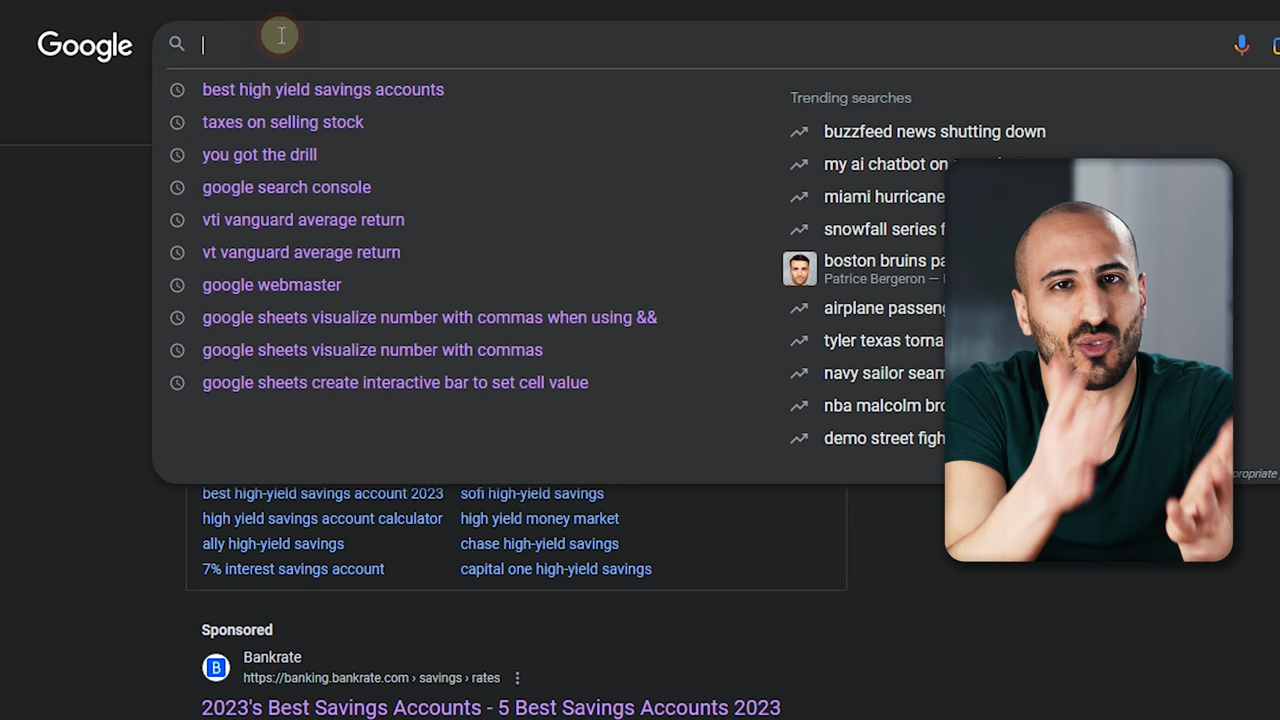 Google
best high yield savings accounts
taxes on selling stock
you got the drill
google search console
vti vanguard average return
vt vanguard average return
google webmaster
google sheets visualize number with commas when using &&
google sheets visualize number with commas
google sheets create interactive bar to set cell value
Trending searches
buzzfeed news shutting down
my ai chatbot on
miami hurricane
snowfall series
boston bruins
Patrice Bergeron —
airplane
tyler texas
navy sailor
nba malcolm
demo street
best high-yield savings account 2023
sofi high-yield savings
high yield savings account calculator
high yield money market
ally high-yield savings
chase high-yield savings
7% interest savings account
capital one high-yield savings
Sponsored
B
Bankrate
https://banking.bankrate.com › savings › rates
2023's Best Savings Accounts - 5 Best Savings Accounts 2023